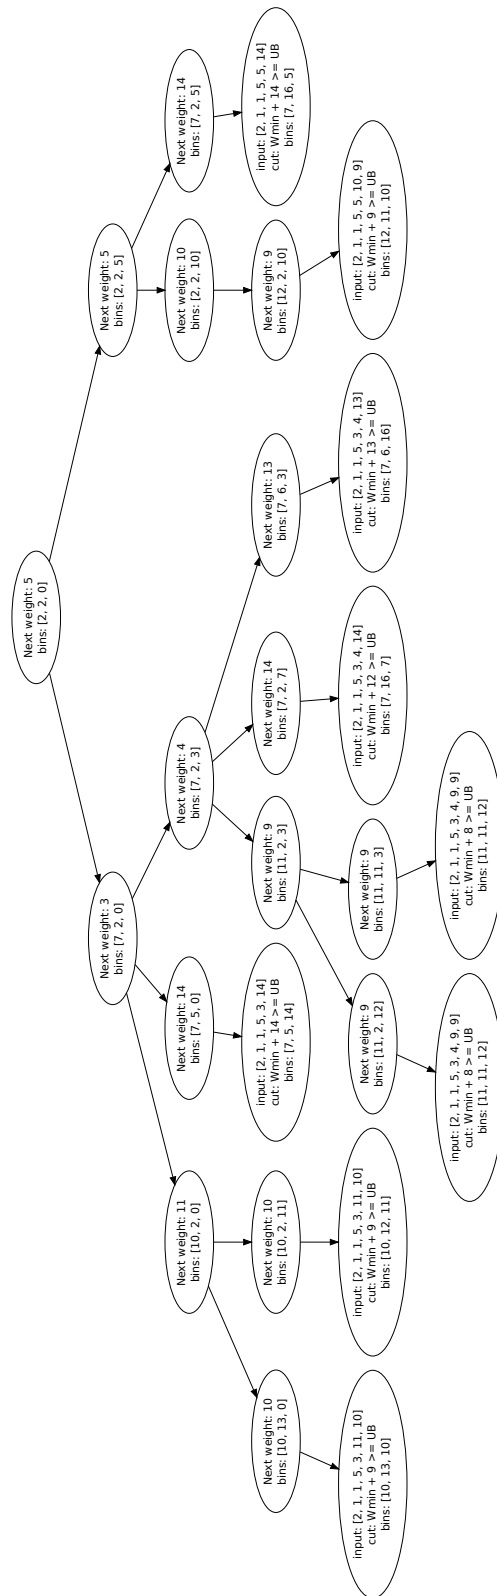 Next weight: 5
bins: [2, 2, 0]
Next weight: 3
bins: [7, 2, 0]
Next weight: 5
bins: [2, 2, 5]
Next weight: 11
bins: [10, 2, 0]
Next weight: 14
bins: [7, 5, 0]
Next weight: 4
bins: [7, 2, 3]
Next weight: 10
bins: [2, 2, 10]
Next weight: 14
bins: [7, 2, 5]
Next weight: 10
bins: [10, 13, 0]
Next weight: 10
bins: [10, 2, 11]
input: [2, 1, 1, 5, 3, 14]
cut: Wmin + 14 >= UB
bins: [7, 5, 14]
Next weight: 9
bins: [11, 2, 3]
Next weight: 14
bins: [7, 2, 7]
Next weight: 13
bins: [7, 6, 3]
Next weight: 9
bins: [12, 2, 10]
input: [2, 1, 1, 5, 5, 14]
cut: Wmin + 14 >= UB
bins: [7, 16, 5]
input: [2, 1, 1, 5, 3, 11, 10]
cut: Wmin + 9 >= UB
bins: [10, 13, 10]
input: [2, 1, 1, 5, 3, 11, 10]
cut: Wmin + 9 >= UB
bins: [10, 12, 11]
Next weight: 9
bins: [11, 2, 12]
Next weight: 9
bins: [11, 11, 3]
input: [2, 1, 1, 5, 3, 4, 14]
cut: Wmin + 12 >= UB
bins: [7, 16, 7]
input: [2, 1, 1, 5, 3, 4, 13]
cut: Wmin + 13 >= UB
bins: [7, 6, 16]
input: [2, 1, 1, 5, 5, 10, 9]
cut: Wmin + 9 >= UB
bins: [12, 11, 10]
input: [2, 1, 1, 5, 3, 4, 9, 9]
cut: Wmin + 8 >= UB
bins: [11, 11, 12]
input: [2, 1, 1, 5, 3, 4, 9, 9]
cut: Wmin + 8 >= UB
bins: [11, 11, 12]